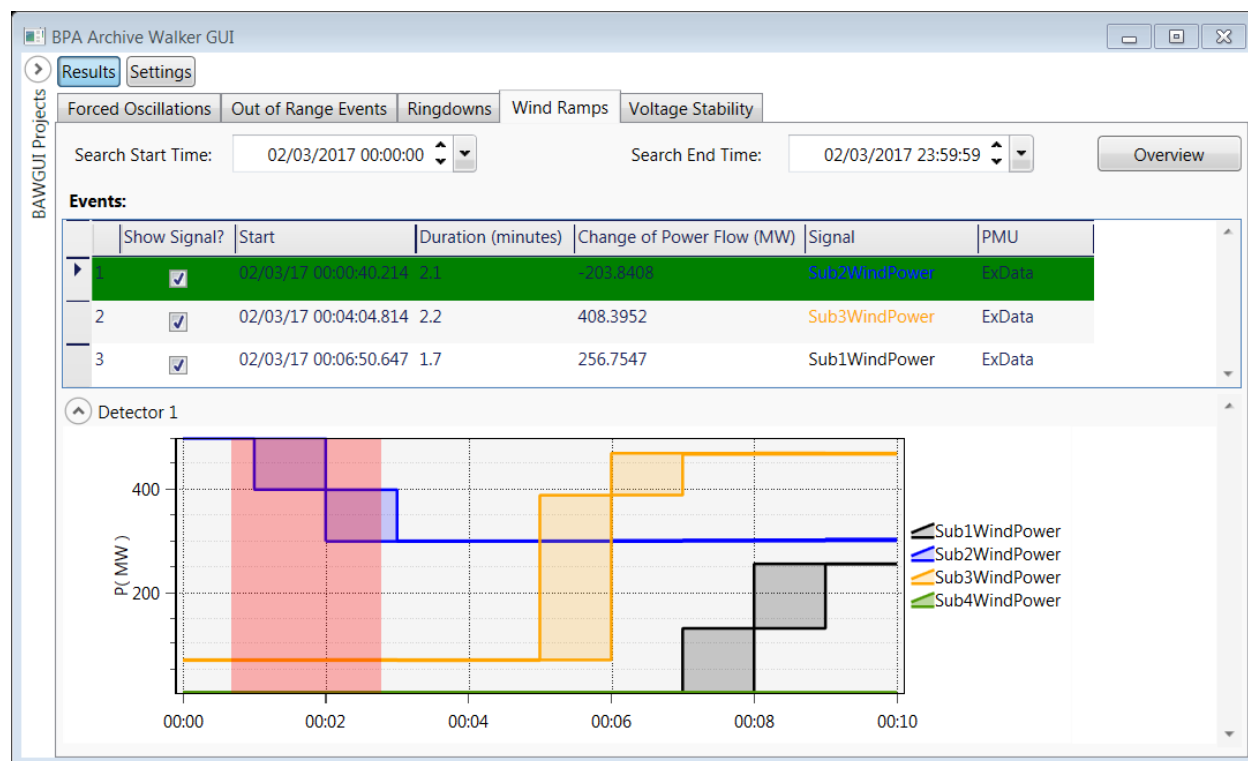 BPA Archive Walker GUI
Results Settings
BAWGUI Projects
Forced Oscillations Out of Range Events Ringdowns Wind Ramps Voltage Stability
Search Start Time: 02/03/2017 00:00:00 Search End Time: 02/03/2017 23:59:59 Overview
Events:
Show Signal? Start Duration (minutes) Change of Power Flow (MW) Signal PMU
1 02/03/17 00:00:40.214 2.1 -203.8408 Sub2WindPower ExData
2 02/03/17 00:04:04.814 2.2 408.3952 Sub3WindPower ExData
3 02/03/17 00:06:50.647 1.7 256.7547 Sub1WindPower ExData
Detector 1
400
200
P( MW )
00:00 00:02 00:04 00:06 00:08 00:10
Sub1WindPower
Sub2WindPower
Sub3WindPower
Sub4WindPower